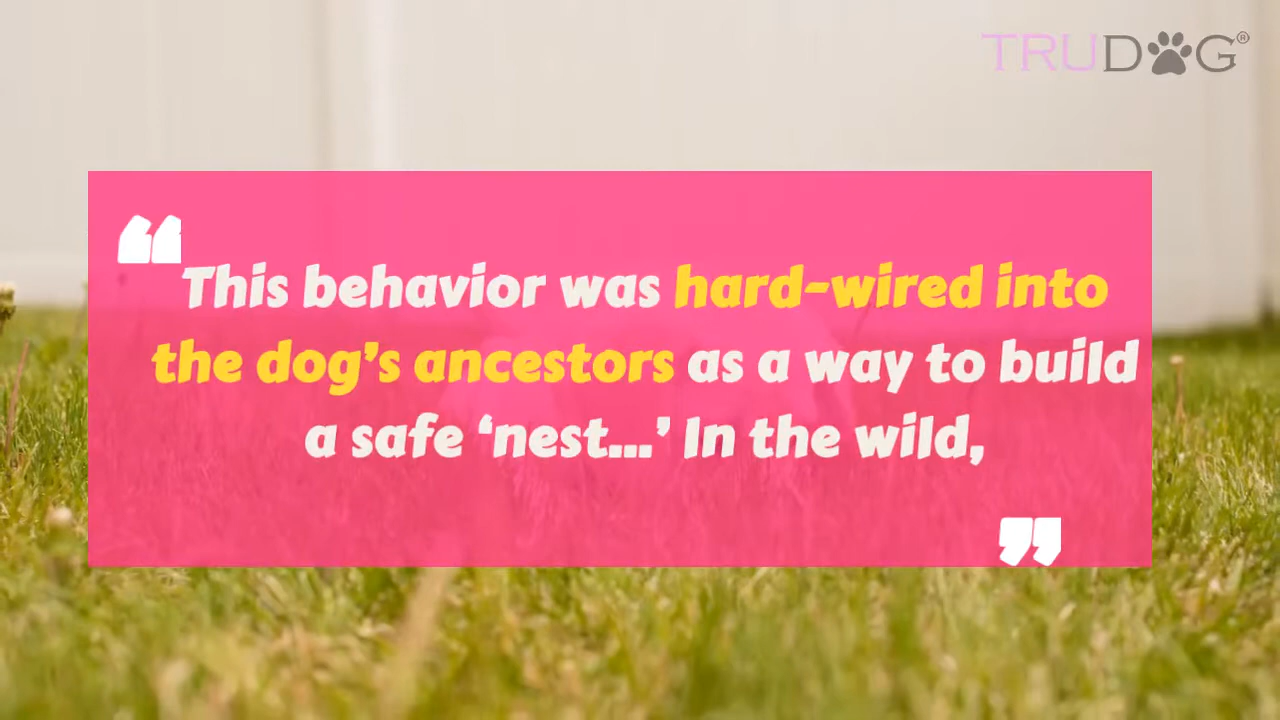 TRUDOG®
“This behavior was hard-wired into
the dog’s ancestors as a way to build
a safe ‘nest...’ In the wild,
”